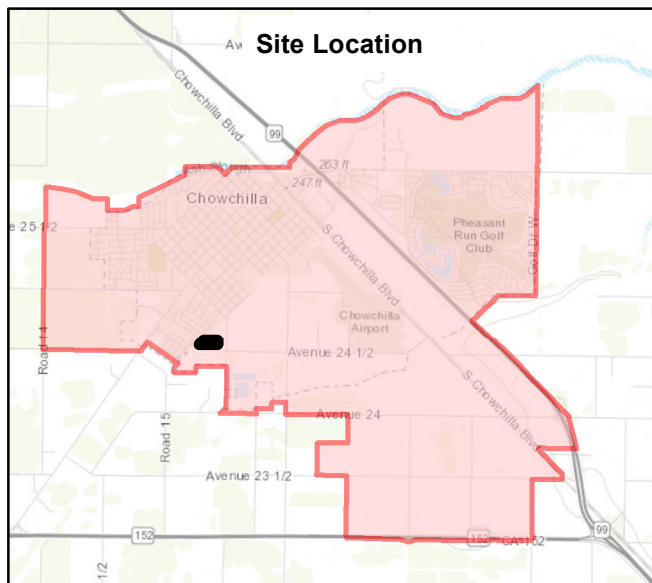 Site Location
Av
Chowchilla Blvd
99
263 ft
247 ft
Chowchilla
e 25 1/2
Pheasant
Run Golf
Club
Golf Dr W
S Chowchilla Blvd
Chowchilla
Airport
Road 14
Avenue 24 1/2
Avenue 24
S Chowchilla Blvd
Road 15
Avenue 23-1/2
152
152
CA-152
99
1/2